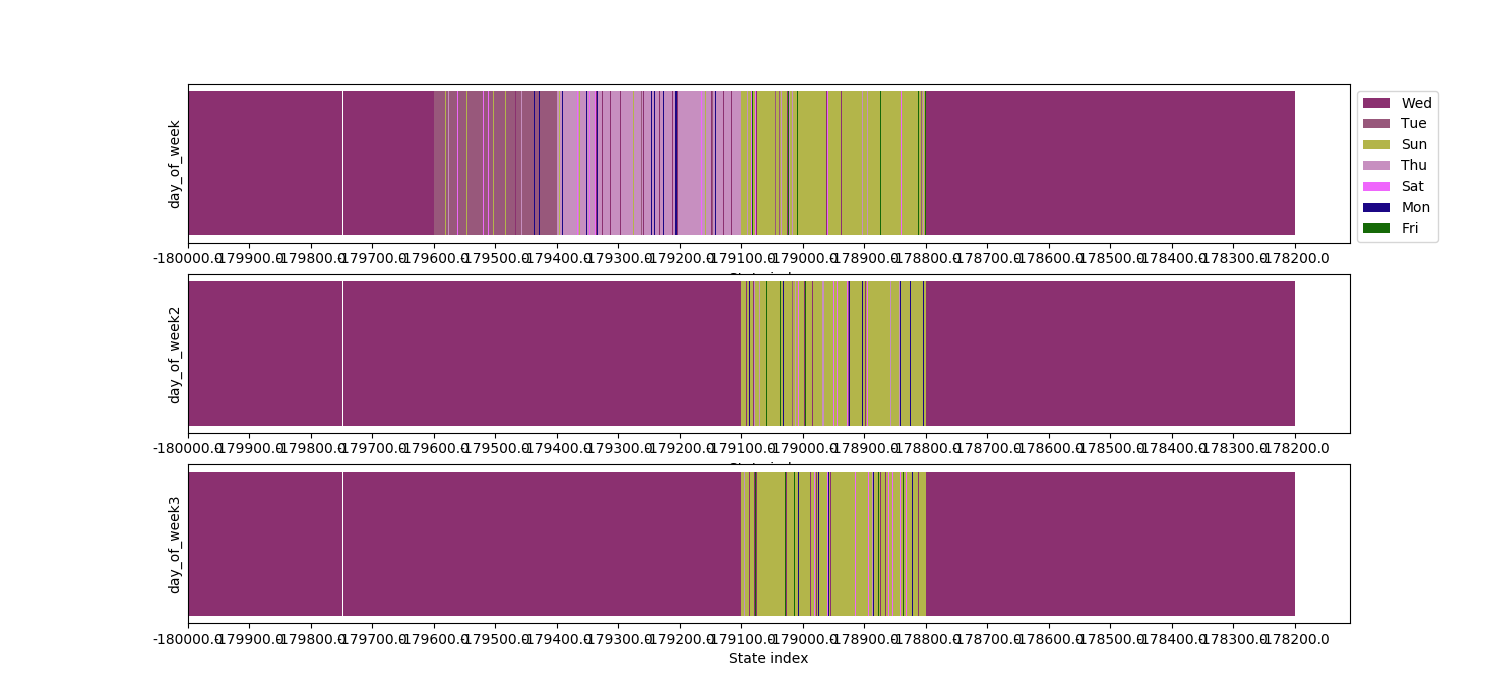 day_of_week
Wed
Tue
Sun
Thu
Sat
Mon
Fri
-180000.0 -179900.0 -179800.0 -179700.0 -179600.0 -179500.0 -179400.0 -179300.0 -179200.0 -179100.0 -179000.0 -178900.0 -178800.0 -178700.0 -178600.0 -178500.0 -178400.0 -178300.0 -178200.0
day_of_week2
-180000.0 -179900.0 -179800.0 -179700.0 -179600.0 -179500.0 -179400.0 -179300.0 -179200.0 -179100.0 -179000.0 -178900.0 -178800.0 -178700.0 -178600.0 -178500.0 -178400.0 -178300.0 -178200.0
day_of_week3
-180000.0 -179900.0 -179800.0 -179700.0 -179600.0 -179500.0 -179400.0 -179300.0 -179200.0 -179100.0 -179000.0 -178900.0 -178800.0 -178700.0 -178600.0 -178500.0 -178400.0 -178300.0 -178200.0
State index